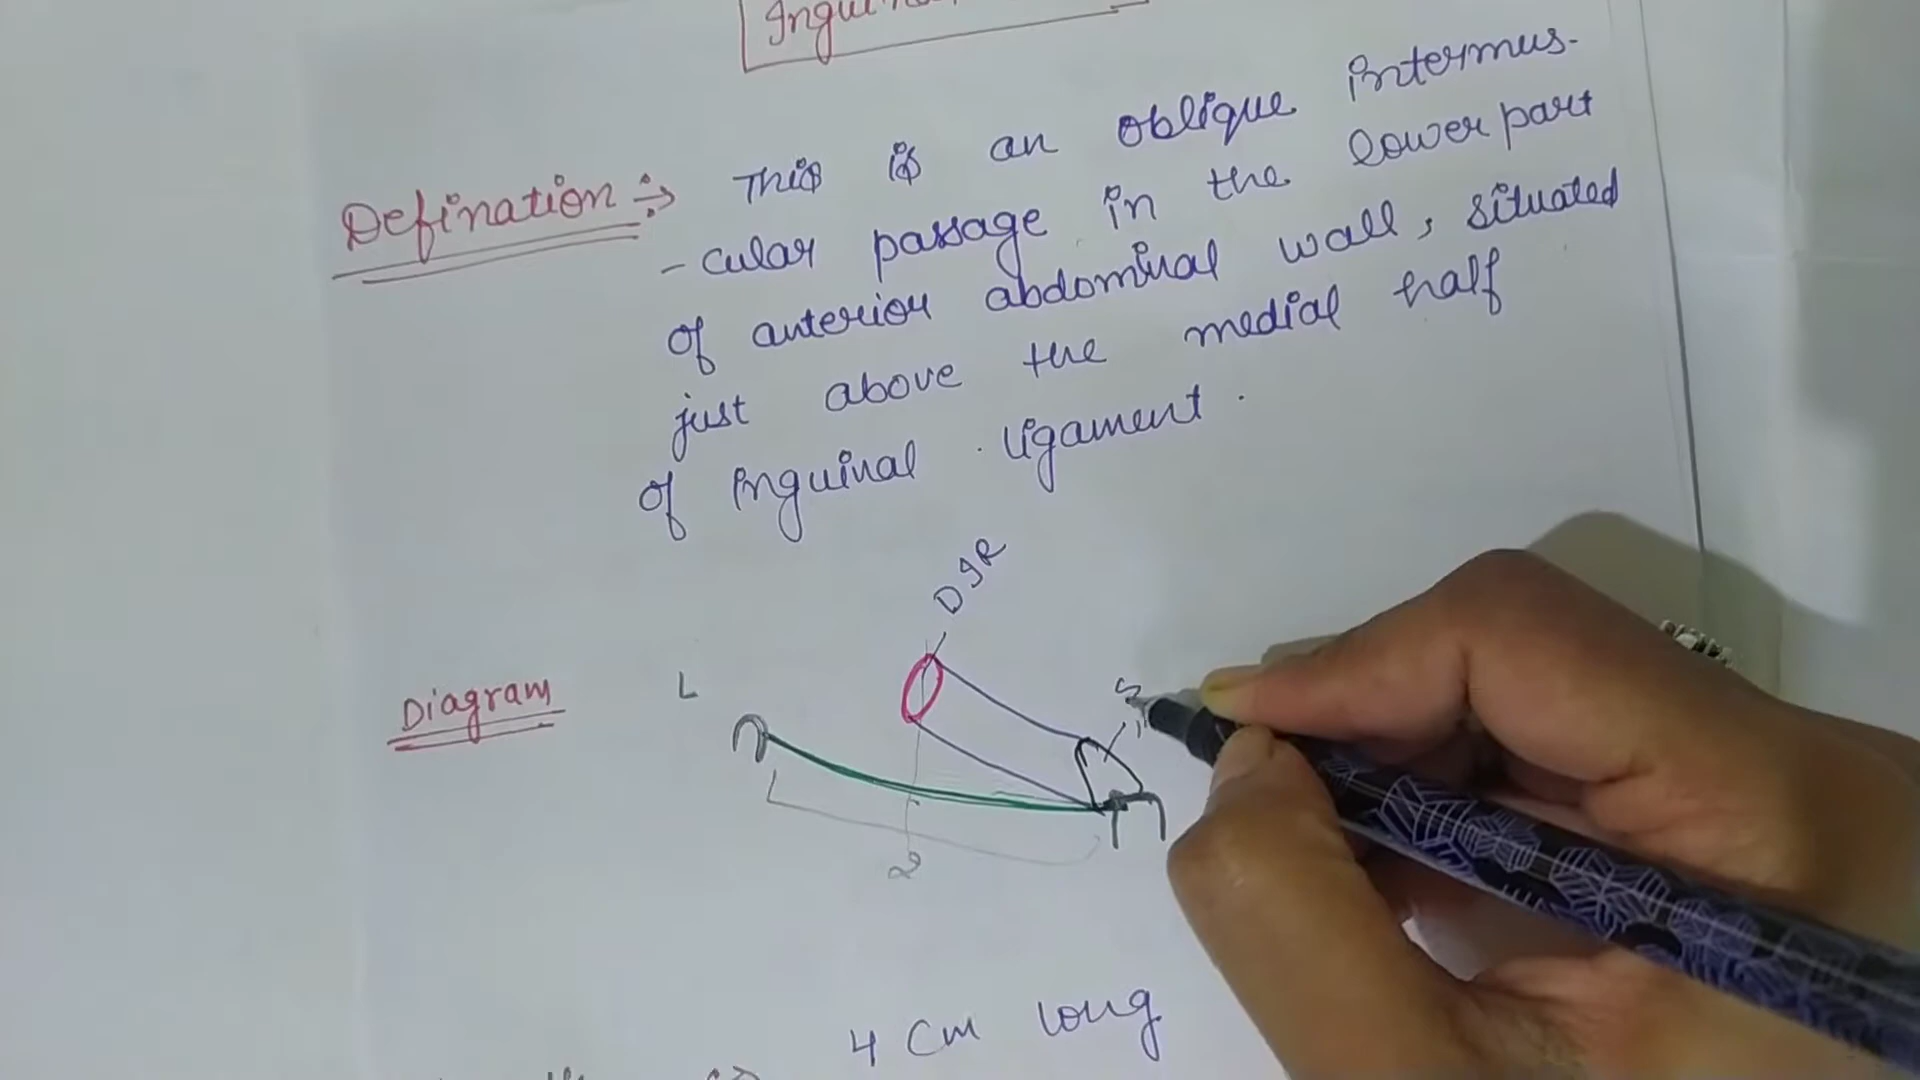 Defination :→ This is an oblique intermus-
-cular passage in the lower part
of anterior abdominal wall, situated
just above the medial half
of inguinal ligament.
DIR
Diagram
L
S
2
4 cm long